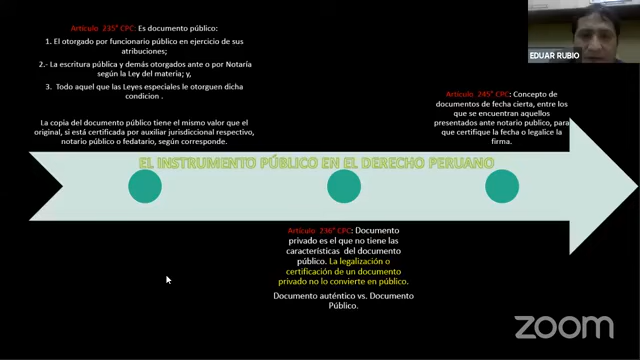 Artículo 235° CPC: Es documento público:
1. El otorgado por funcionario público en ejercicio de sus
atribuciones;
2.- La escritura pública y demás otorgados ante o por Notaría
según la Ley del materia; y,
3. Todo aquel que las Leyes especiales le otorguen dicha
condicion .
La copia del documento público tiene el mismo valor que el
original, si está certificada por auxiliar jurisdiccional respectivo,
notario público o fedatario, según corresponde.
EDUAR RUBIO
Artículo 245° CPC: Concepto de
documentos de fecha cierta, entre los
que se encuentran aquellos
presentados ante notario publico, para
que certifique la fecha o legalice la
firma.
EL INSTRUMENTO PÚBLICO EN EL DERECHO PERUANO
Artículo 236° CPC: Documento
privado es el que no tiene las
características del documento
público. La legalización o
certificación de un documento
privado no lo convierte en público.
Documento auténtico vs. Documento
Público.
zoom